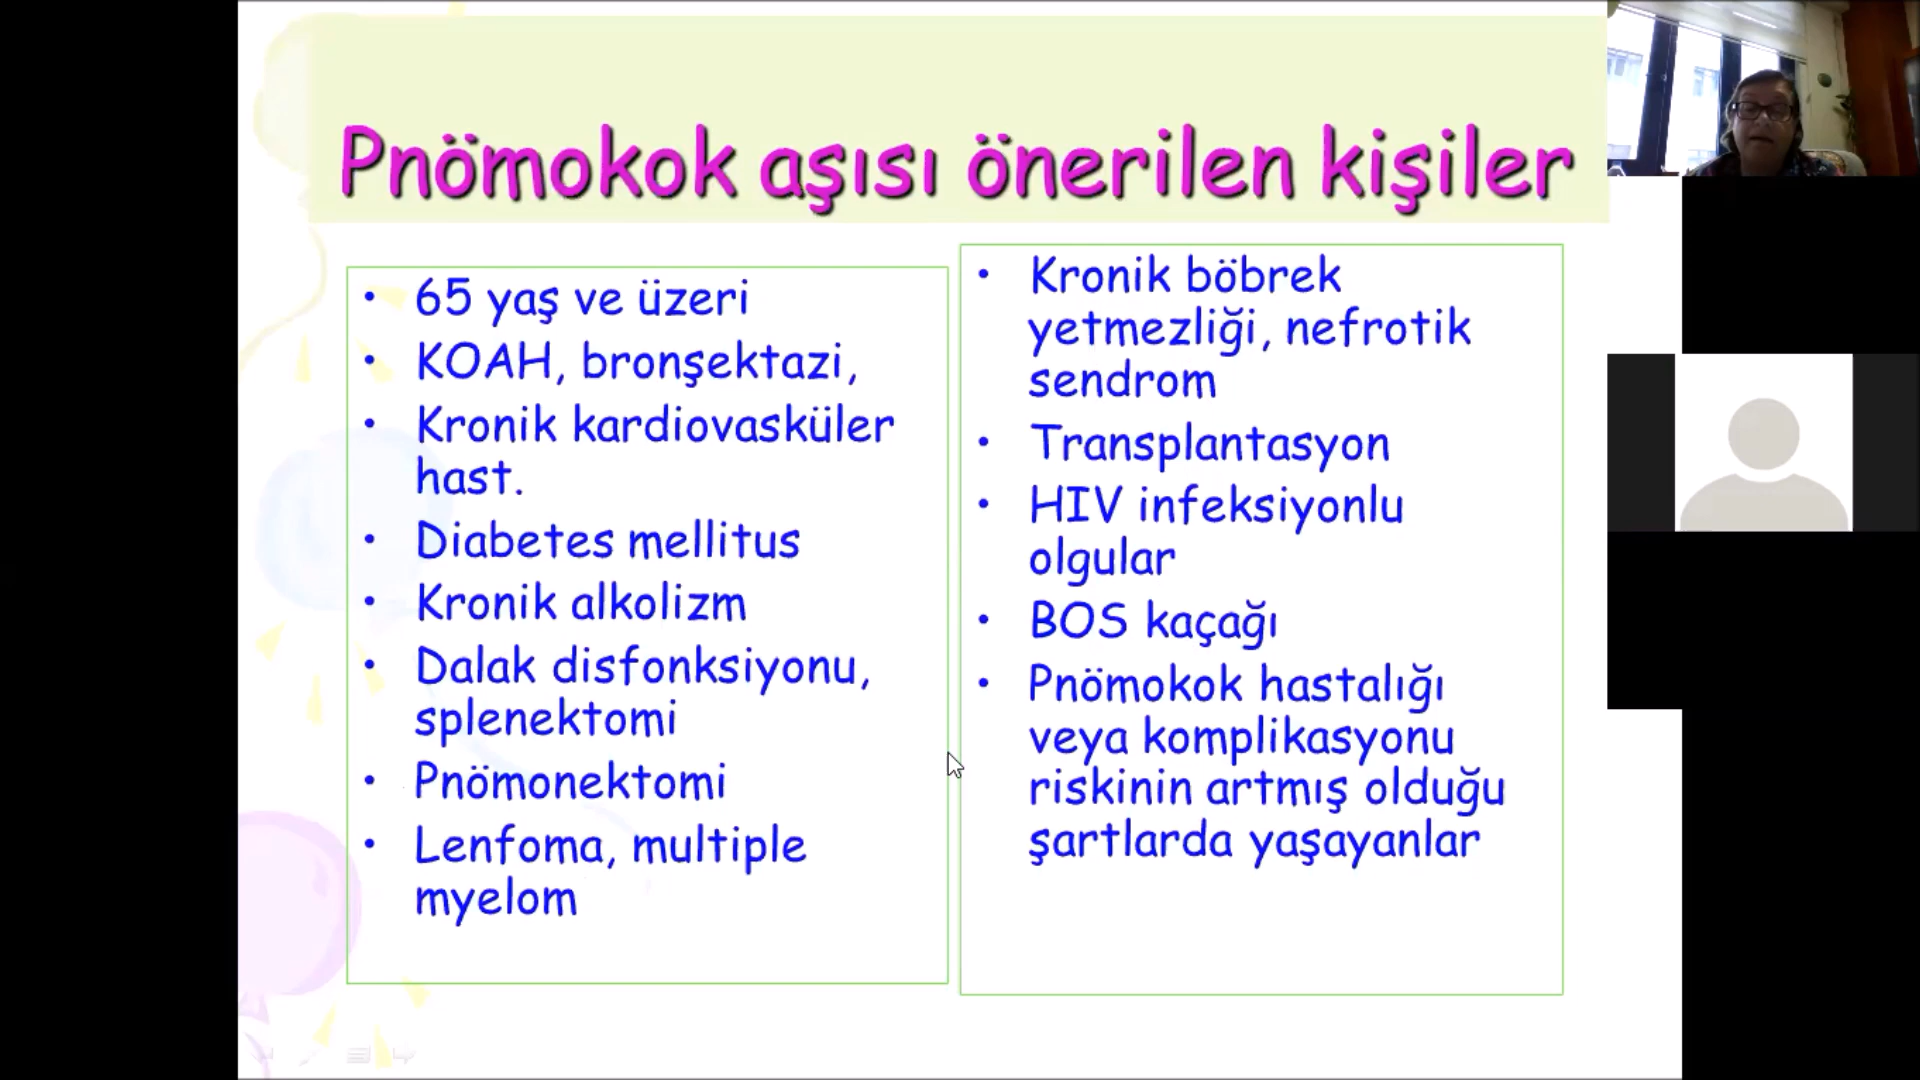 Pnömokok aşısı önerilen kişiler
• 65 yaş ve üzeri
• KOAH, bronşektazi,
• Kronik kardiovasküler
hast.
• Diabetes mellitus
• Kronik alkolizm
• Dalak disfonksiyonu,
splenektomi
• Pnömonektomi
• Lenfoma, multiple
myelom
• Kronik böbrek
yetmezliği, nefrotik
sendrom
• Transplantasyon
• HIV infeksiyonlu
olgular
• BOS kaçağı
• Pnömokok hastalığı
veya komplikasyonu
riskinin artmış olduğu
şartlarda yaşayanlar